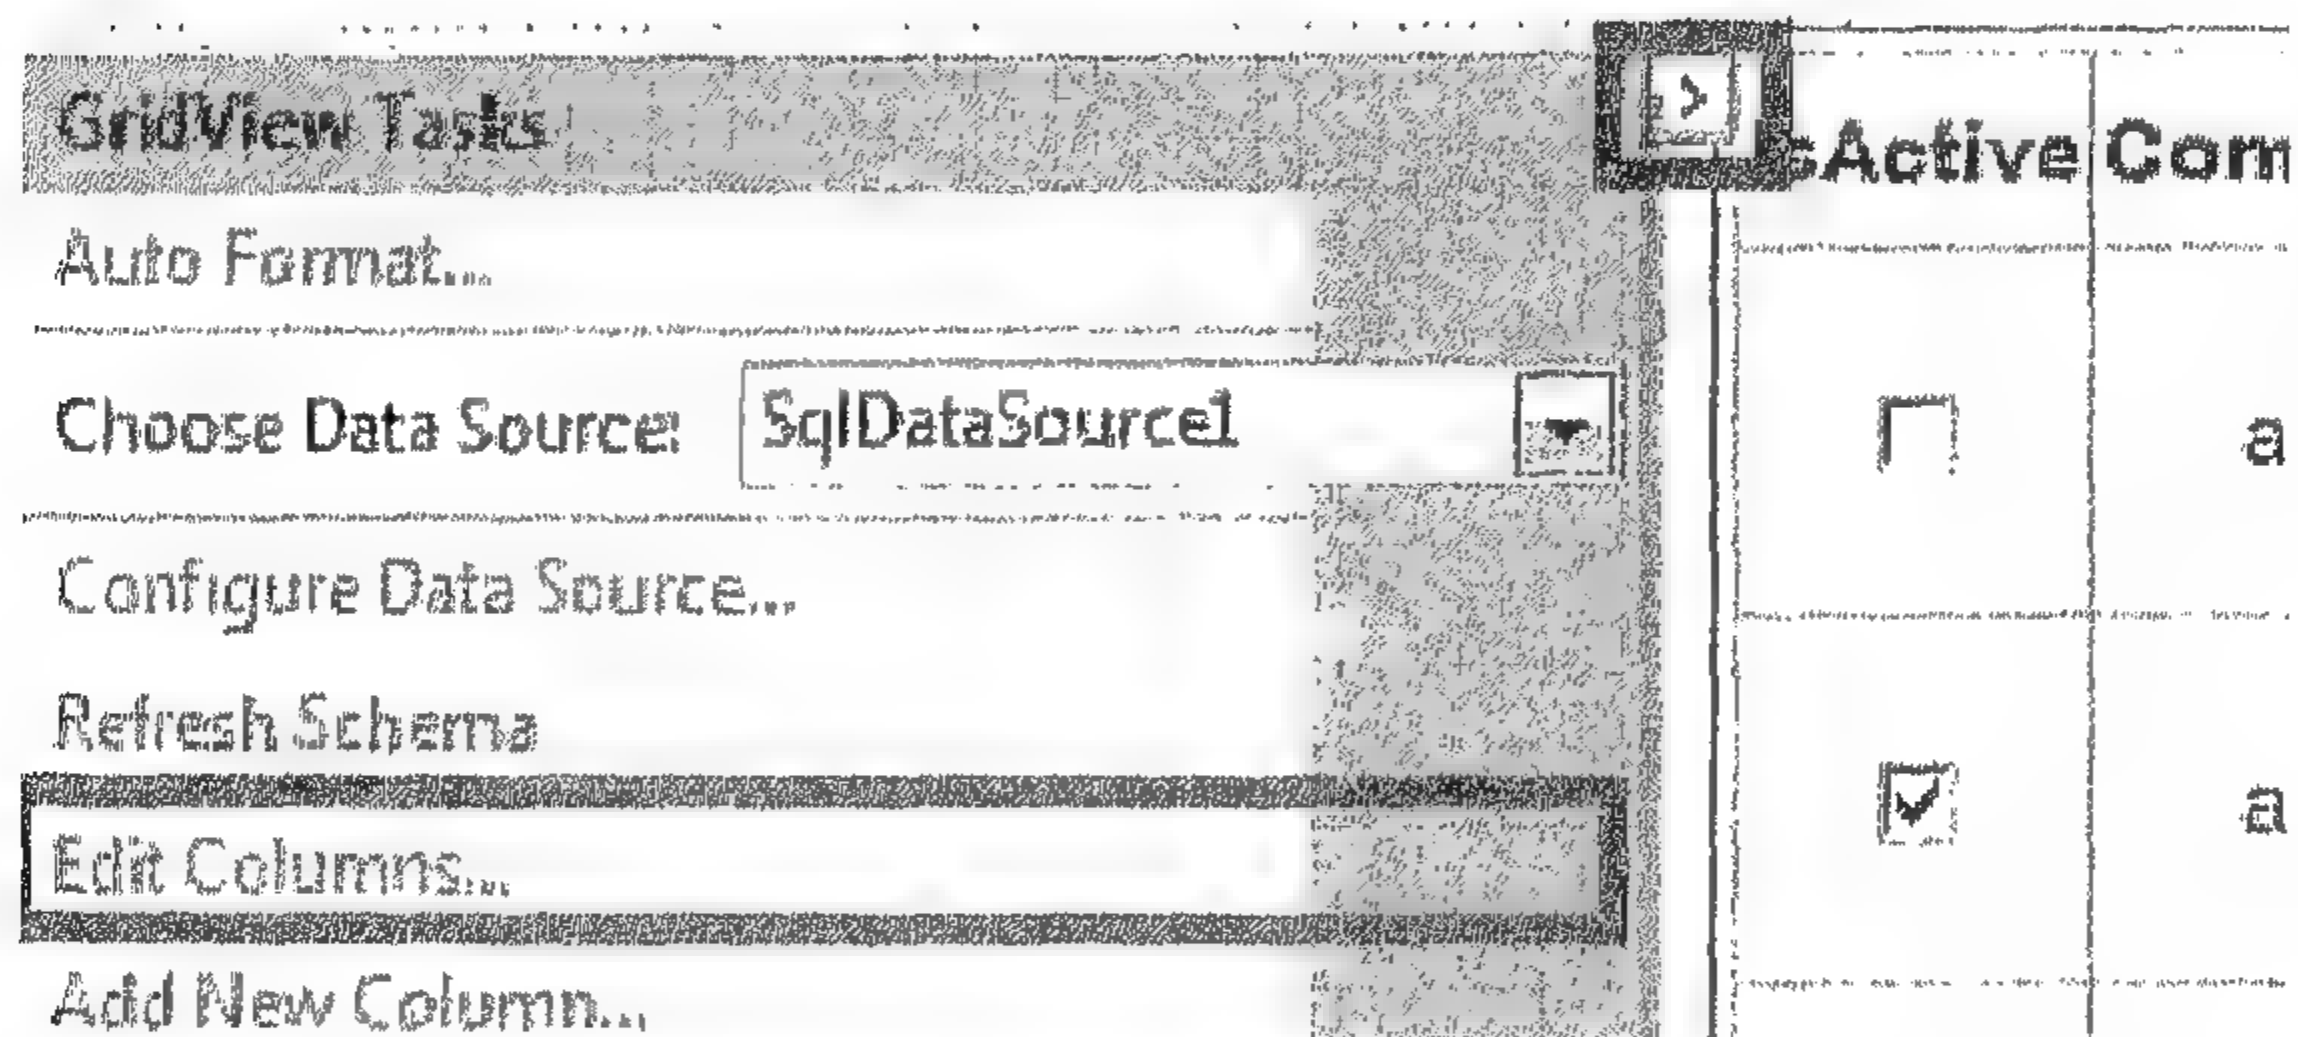 GridView Tasks
sActive Com
Auto Format...
Choose Data Source: SqlDataSource1
a
Configure Data Source...
Refresh Schema
Edit Columns...
a
Add New Column...